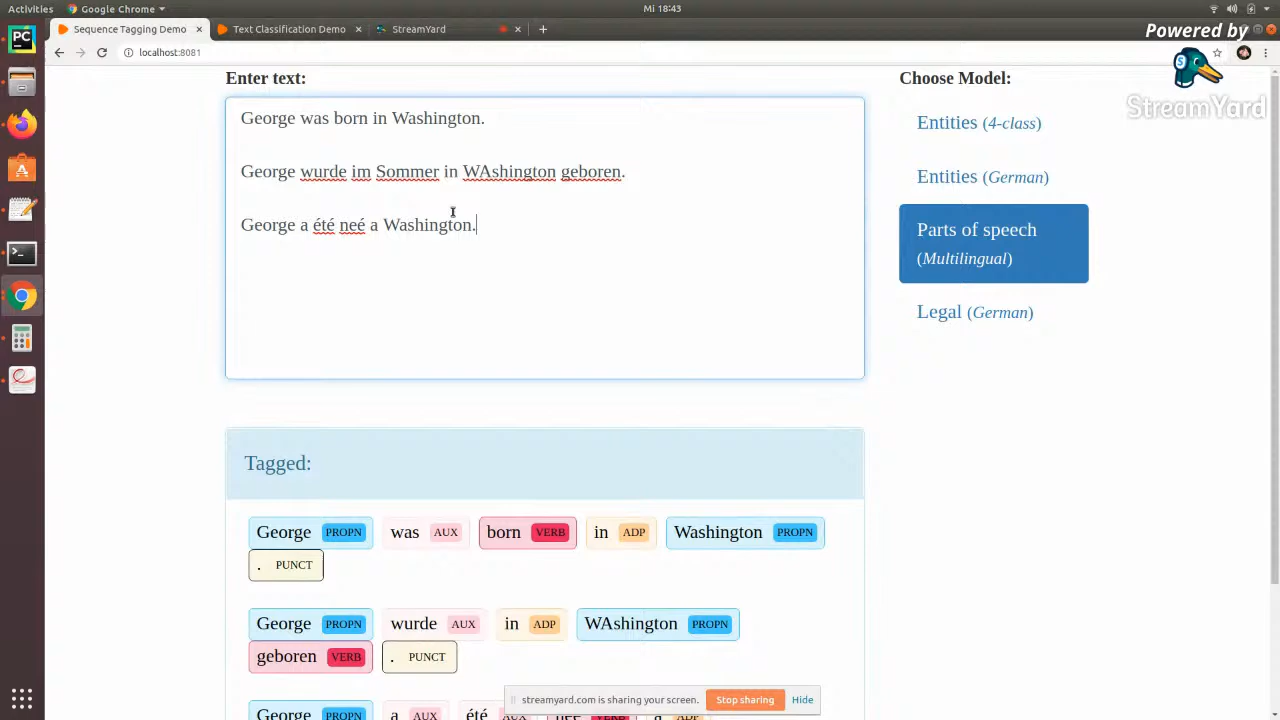 Activities Google Chrome Mi 18:43
Sequence Tagging Demo × Text Classification Demo × StreamYard × +
localhost:8081
Powered by
StreamYard
Enter text:
George was born in Washington.
George wurde im Sommer in WAshington geboren.
George a été neé a Washington.
Choose Model:
Entities (4-class)
Entities (German)
Parts of speech
(Multilingual)
Legal (German)
Tagged:
George PROPN was AUX born VERB in ADP Washington PROPN
. PUNCT
George PROPN wurde AUX in ADP WAshington PROPN
geboren VERB . PUNCT
streamyard.com is sharing your screen. Stop sharing Hide
George PROPN a AUX été AUX neé VERB a ADP